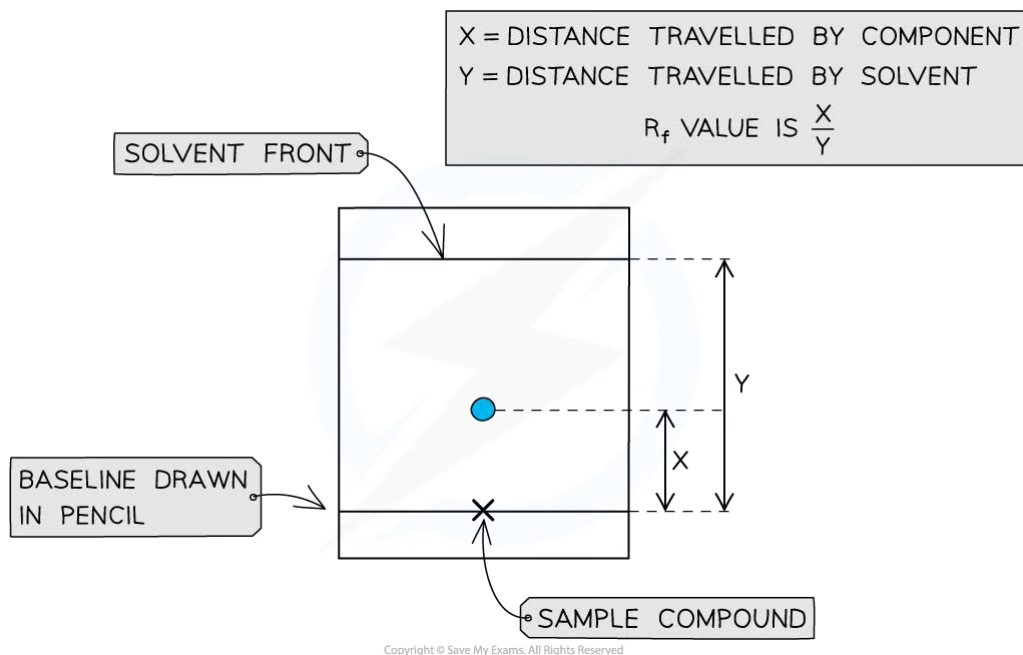 X = DISTANCE TRAVELLED BY COMPONENT
Y = DISTANCE TRAVELLED BY SOLVENT
Rf VALUE IS X/Y
SOLVENT FRONT
Y
X
BASELINE DRAWN
IN PENCIL
SAMPLE COMPOUND
Copyright © Save My Exams. All Rights Reserved